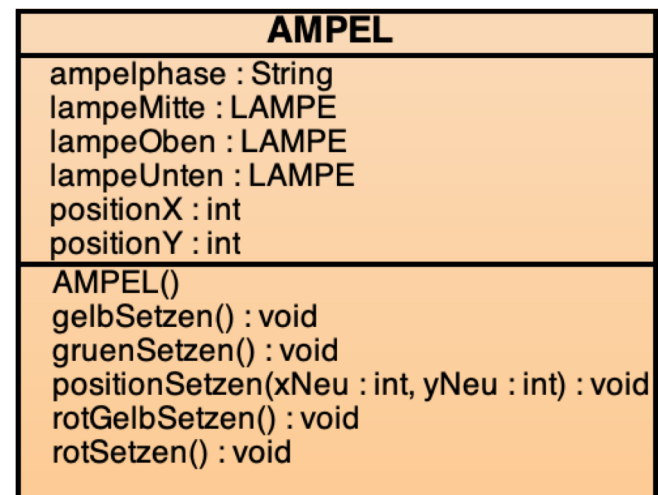 AMPEL
ampelphase : String
lampeMitte : LAMPE
lampeOben : LAMPE
lampeUnten : LAMPE
positionX : int
positionY : int
AMPEL()
gelbSetzen() : void
gruenSetzen() : void
positionSetzen(xNeu : int, yNeu : int) : void
rotGelbSetzen() : void
rotSetzen() : void